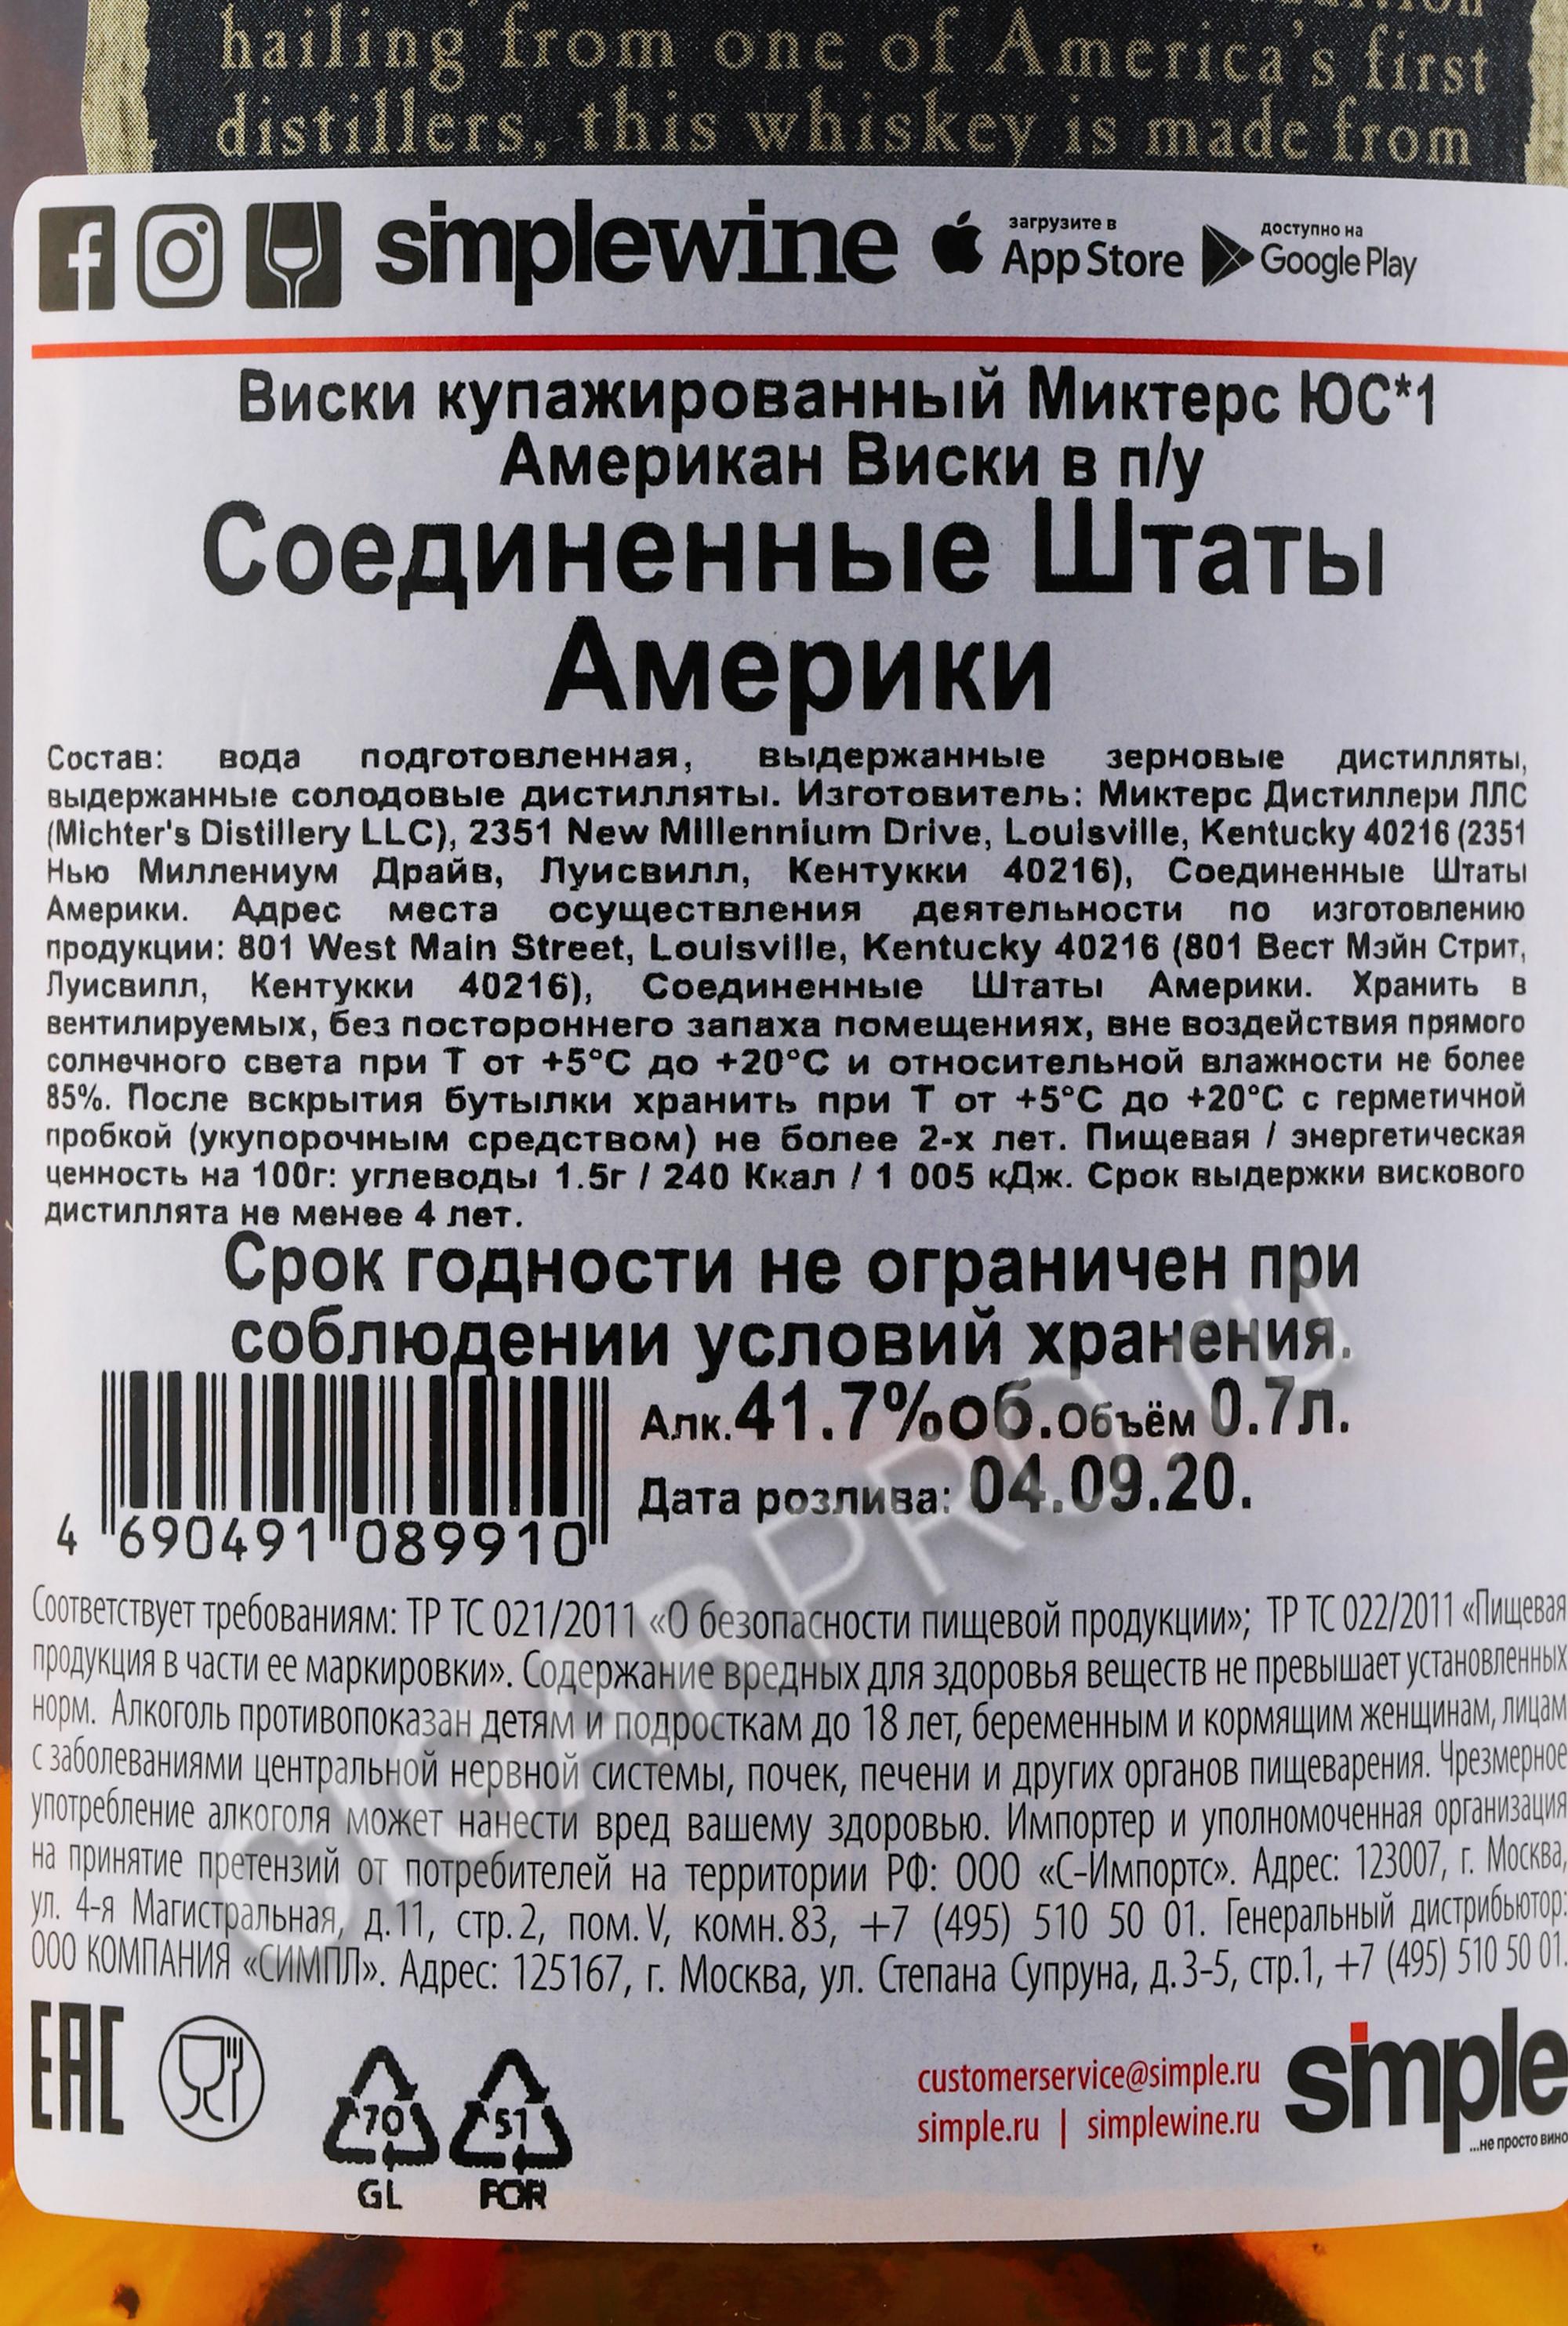 hailing from one of America's first
distillers, this whiskey is made from
simplewine
загрузите в
App Store
доступно на
Google Play
Виски купажированный Миктерс ЮС*1
Американ Виски в п/у
Соединенные Штаты
Америки
Состав: вода подготовленная, выдержанные зерновые дистилляты,
выдержанные солодовые дистилляты. Изготовитель: Миктерс Дистиллери ЛЛС
(Michter's Distillery LLC), 2351 New Millennium Drive, Louisville, Kentucky 40216 (2351
Нью Миллениум Драйв, Луисвилл, Кентукки 40216), Соединенные Штаты
Америки. Адрес места осуществления деятельности по изготовлению
продукции: 801 West Main Street, Louisville, Kentucky 40216 (801 Вест Мэйн Стрит,
Луисвилл, Кентукки 40216), Соединенные Штаты Америки. Хранить в
вентилируемых, без постороннего запаха помещениях, вне воздействия прямого
солнечного света при Т от +5°С до +20°С и относительной влажности не более
85%. После вскрытия бутылки хранить при Т от +5°С до +20°С с герметичной
пробкой (укупорочным средством) не более 2-х лет. Пищевая / энергетическая
ценность на 100г: углеводы 1.5г / 240 Ккал / 1 005 кДж. Срок выдержки вискового
дистиллята не менее 4 лет.
Срок годности не ограничен при
соблюдении условий хранения.
Алк.41.7%об.Объём 0.7л.
Дата розлива: 04.09.20.
4 690491 089910
Соответствует требованиям: ТР ТС 021/2011 «О безопасности пищевой продукции»; ТР ТС 022/2011 «Пищевая
продукция в части ее маркировки». Содержание вредных для здоровья веществ не превышает установленных
норм. Алкоголь противопоказан детям и подросткам до 18 лет, беременным и кормящим женщинам, лицам
с заболеваниями центральной нервной системы, почек, печени и других органов пищеварения. Чрезмерное
употребление алкоголя может нанести вред вашему здоровью. Импортер и уполномоченная организация
на принятие претензий от потребителей на территории РФ: ООО «С-Импортс». Адрес: 123007, г. Москва,
ул. 4-я Магистральная, д.11, стр.2, пом.V, комн.83, +7 (495) 510 50 01. Генеральный дистрибьютор:
ООО КОМПАНИЯ «СИМПЛ». Адрес: 125167, г. Москва, ул. Степана Супруна, д.3-5, стр.1, +7 (495) 510 50 01.
CIGARPRO.ru
ЕАС
70
GL
51
FOR
customerservice@simple.ru
simple.ru | simplewine.ru
simple
...не просто вино